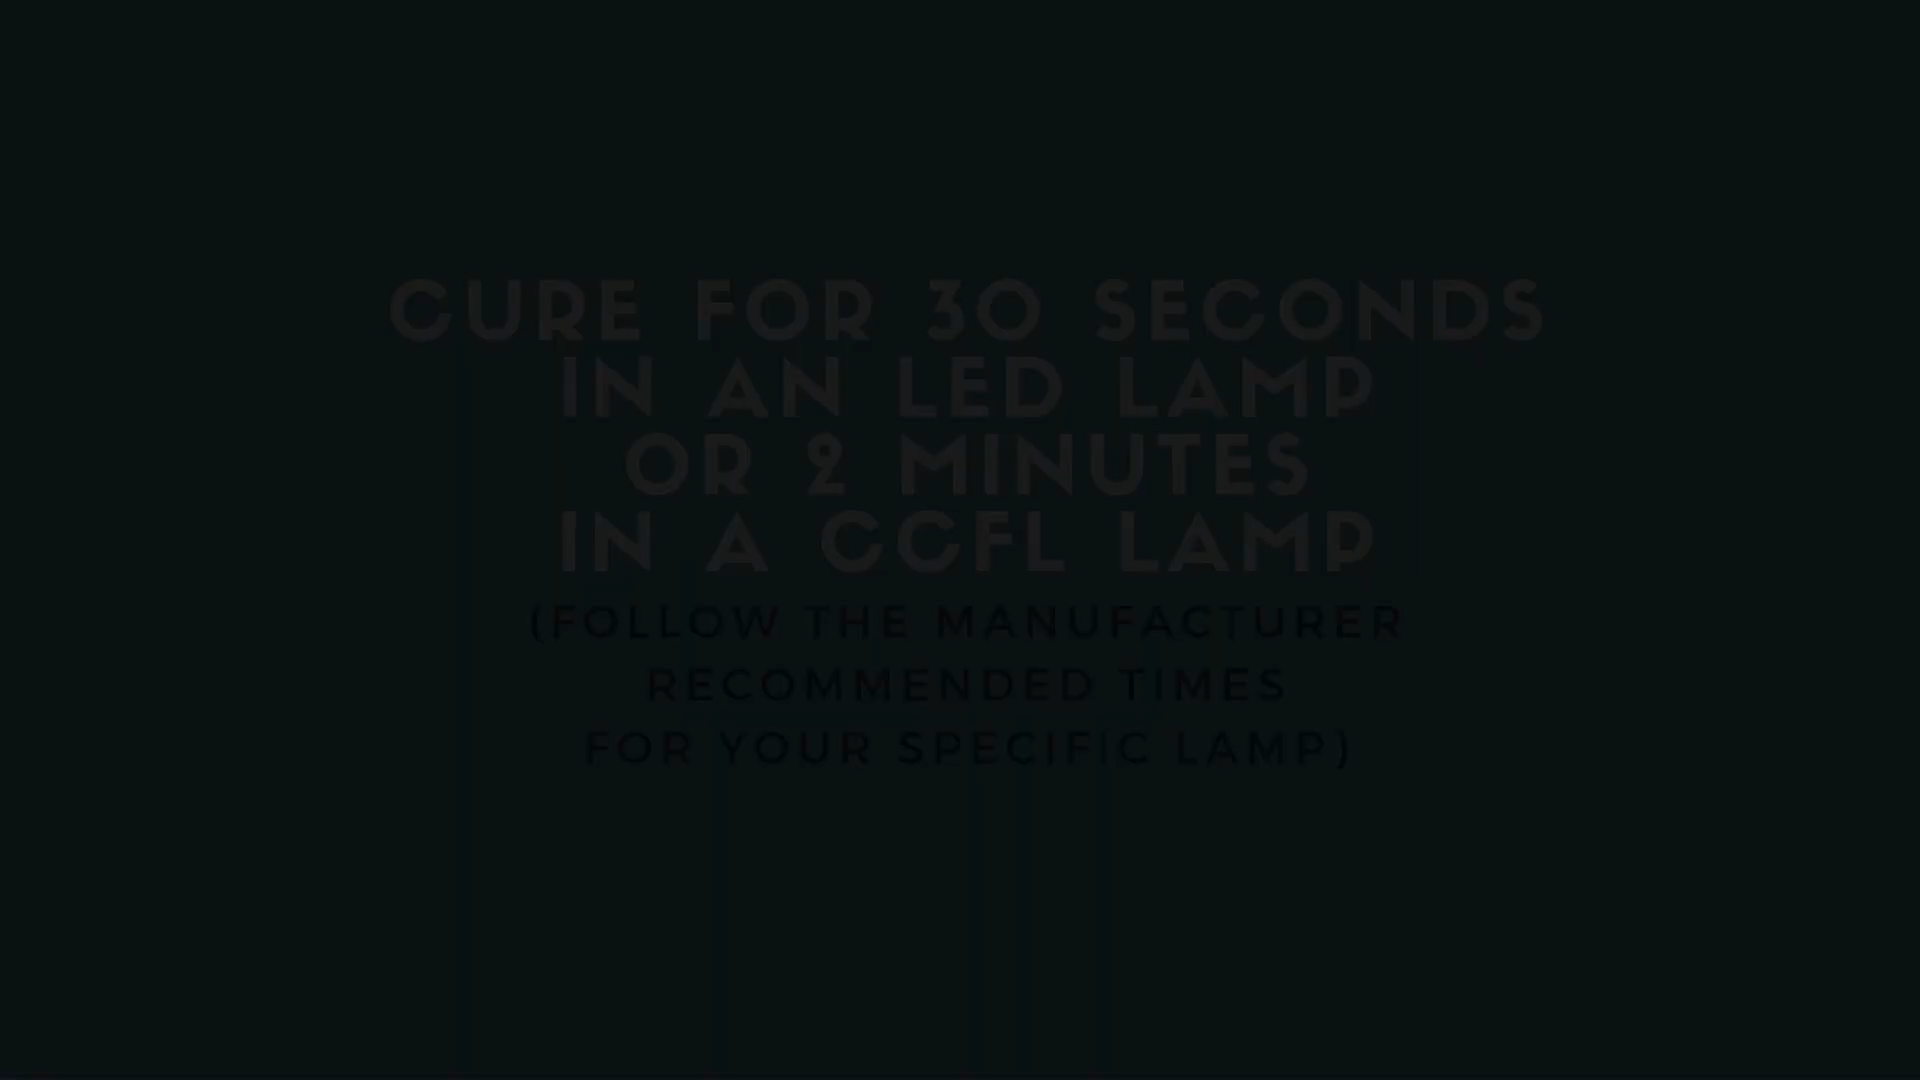 CURE FOR 30 SECONDS
IN AN LED LAMP
OR 2 MINUTES
IN A CCFL LAMP
(FOLLOW THE MANUFACTURER
RECOMMENDED TIMES
FOR YOUR SPECIFIC LAMP)